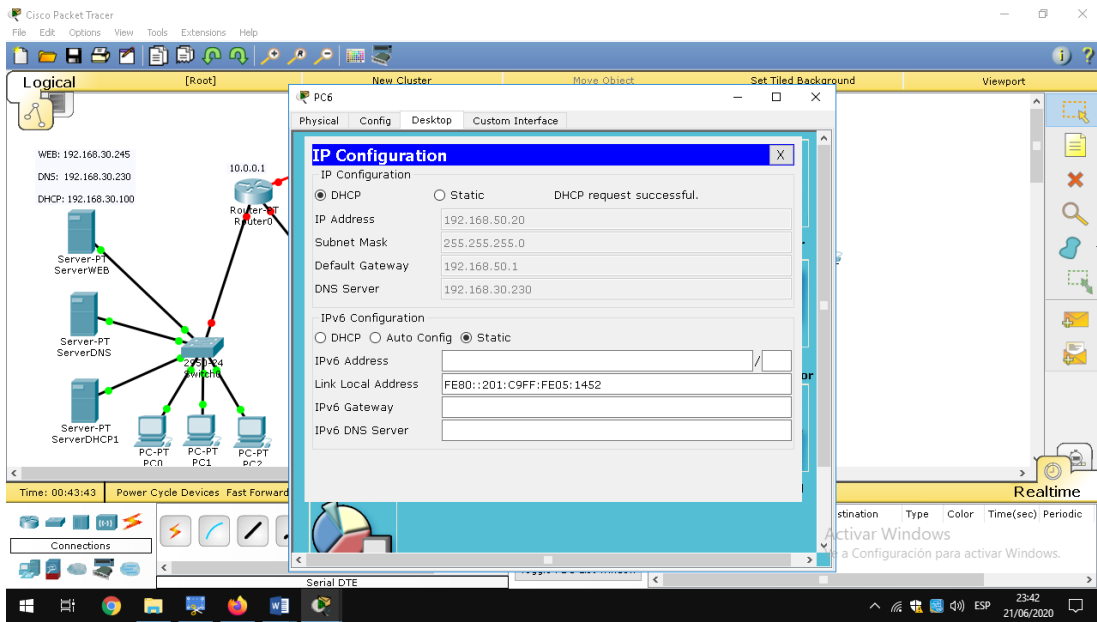 Cisco Packet Tracer
File Edit Options View Tools Extensions Help
Logical [Root] New Cluster Move Object Set Tiled Background Viewport
WEB: 192.168.30.245
DNS: 192.168.30.230
DHCP: 192.168.30.100
10.0.0.1
Router-PT
Router0
Server-PT
ServerWEB
Server-PT
ServerDNS
2950-24
Switch0
Server-PT
ServerDHCP1
PC-PT
PC0
PC-PT
PC1
PC-PT
PC2
PC6
Physical Config Desktop Custom Interface
IP Configuration X
IP Configuration
DHCP Static DHCP request successful.
IP Address 192.168.50.20
Subnet Mask 255.255.255.0
Default Gateway 192.168.50.1
DNS Server 192.168.30.230
IPv6 Configuration
DHCP Auto Config Static
IPv6 Address /
Link Local Address FE80::201:C9FF:FE05:1452
IPv6 Gateway
IPv6 DNS Server
Time: 00:43:43 Power Cycle Devices Fast Forward
Realtime
Connections
Serial DTE
Type Color Time(sec) Periodic
Activar Windows
a Configuración para activar Windows.
ESP
23:42
21/06/2020